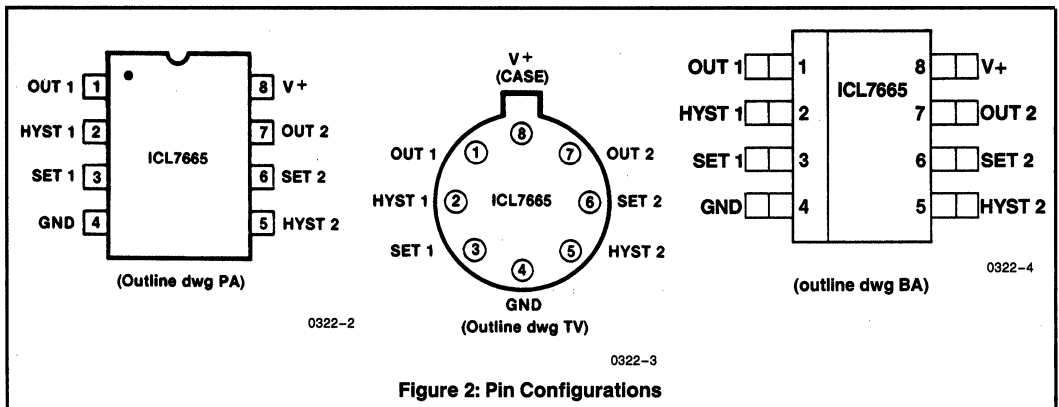 OUT 1 1
HYST 1 2
SET 1 3
GND 4
8 V+
7 OUT 2
6 SET 2
5 HYST 2
ICL7665
(Outline dwg PA)
0322-2
V+
(CASE)
8
OUT 1 1
7 OUT 2
HYST 1 2
ICL7665
6 SET 2
SET 1 3
5 HYST 2
4
GND
(Outline dwg TV)
0322-3
OUT 1 1
HYST 1 2
SET 1 3
GND 4
ICL7665
8 V+
7 OUT 2
6 SET 2
5 HYST 2
(outline dwg BA)
0322-4
Figure 2: Pin Configurations